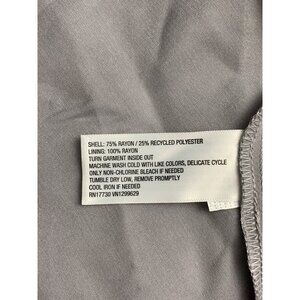 SHELL: 75% RAYON / 25% RECYCLED POLYESTER
LINING: 100% RAYON
TURN GARMENT INSIDE OUT
MACHINE WASH COLD WITH LIKE COLORS, DELICATE CYCLE
ONLY NON-CHLORINE BLEACH IF NEEDED
TUMBLE DRY LOW, REMOVE PROMPTLY
COOL IRON IF NEEDED
RN17730 VN1299629